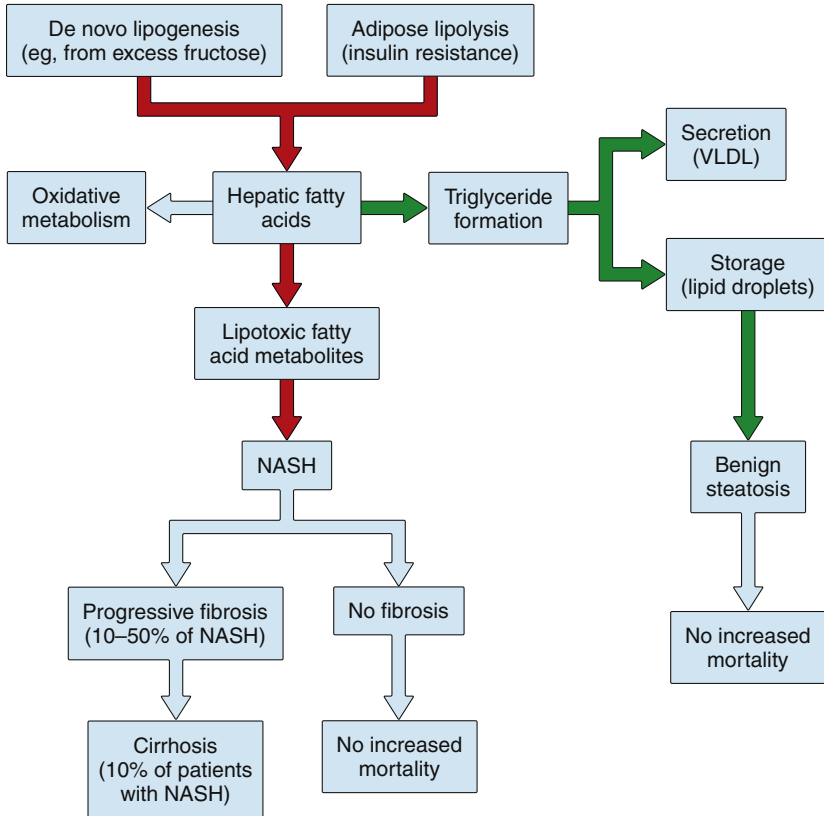 De novo lipogenesis
(eg, from excess fructose)
Adipose lipolysis
(insulin resistance)
Secretion
(VLDL)
Oxidative
metabolism
Hepatic fatty
acids
Triglyceride
formation
Storage
(lipid droplets)
Lipotoxic fatty
acid metabolites
NASH
Benign
steatosis
Progressive fibrosis
(10–50% of NASH)
No fibrosis
No increased
mortality
Cirrhosis
(10% of patients
with NASH)
No increased
mortality